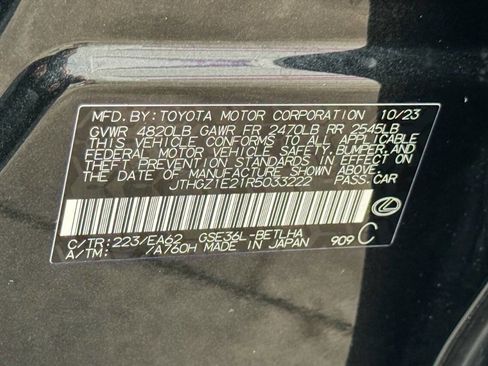 MFD. BY: TOYOTA MOTOR CORPORATION 10/23
GVWR 4820LB GAWR FR 2470LB RR 2545LB
THIS VEHICLE CONFORMS TO ALL APPLICABLE
FEDERAL MOTOR VEHICLE SAFETY, BUMPER, AND
THEFT PREVENTION STANDARDS IN EFFECT ON
THE DATE OF MANUFACTURE SHOWN ABOVE.
JTHGZ1E21R5033222 PASS.CAR
C/TR: 223/EA62 GSE36L-BETLHA
A/TM: /A760H MADE IN JAPAN 909 C